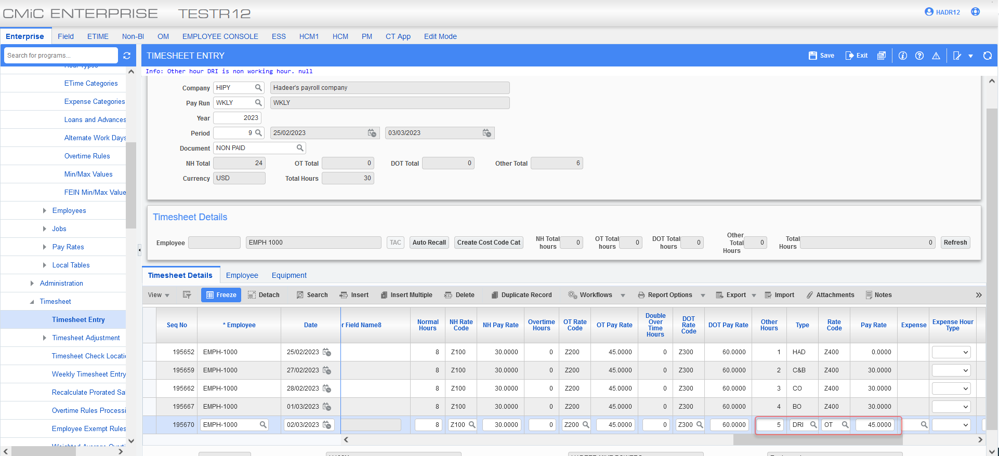 CMiC ENTERPRISE TESTR12
HADR12
Enterprise Field ETIME Non-BI OM EMPLOYEE CONSOLE ESS HCM1 HCM PM CT App Edit Mode
Search for programs...
TIMESHEET ENTRY
Save Exit
Info: Other hour DRI is non working hour. null
Hour Types
ETime Categories
Expense Categories
Loans and Advances
Alternate Work Days
Overtime Rules
Min/Max Values
FEIN Min/Max Value
Employees
Jobs
Pay Rates
Local Tables
Administration
Timesheet
Timesheet Entry
Timesheet Adjustment
Timesheet Check Locati
Weekly Timesheet Entry
Recalculate Prorated Sa
Overtime Rules Processi
Employee Exempt Rules
Weighted Average Overti
Company HIPY Hadeer's payroll company
Pay Run WKLY WKLY
Year 2023
Period 9 25/02/2023 03/03/2023
Document NON PAID
NH Total 24 OT Total 0 DOT Total 0 Other Total 6
Currency USD Total Hours 30
Timesheet Details
Employee EMPH 1000 TAC Auto Recall Create Cost Code Cat NH Total hours 0 OT Total hours 0 DOT Total hours 0 Other Total Hours 0 Total Hours 0 Refresh
Timesheet Details Employee Equipment
View Freeze Detach Search Insert Insert Multiple Delete Duplicate Record Workflows Report Options Export Import Attachments Notes
Seq No * Employee Date r Field Name8 Normal Hours NH Rate Code NH Pay Rate Overtime Hours OT Rate Code OT Pay Rate Double Over Time Hours DOT Rate Code DOT Pay Rate Other Hours Type Rate Code Pay Rate Expense Expense Hour Type
195652 EMPH-1000 25/02/2023 8 Z100 30.0000 0 Z200 45.0000 0 Z300 60.0000 1 HAD Z400 0.0000
195659 EMPH-1000 27/02/2023 8 Z100 30.0000 0 Z200 45.0000 0 Z300 60.0000 2 C&B Z400 30.0000
195662 EMPH-1000 28/02/2023 8 Z100 30.0000 0 Z200 45.0000 0 Z300 60.0000 3 CO Z400 30.0000
195667 EMPH-1000 01/03/2023 8 Z100 30.0000 0 Z200 45.0000 0 Z300 60.0000 4 BO Z400 30.0000
195670 EMPH-1000 02/03/2023 8 Z100 30.0000 0 Z200 45.0000 0 Z300 60.0000 5 DRI OT 45.0000